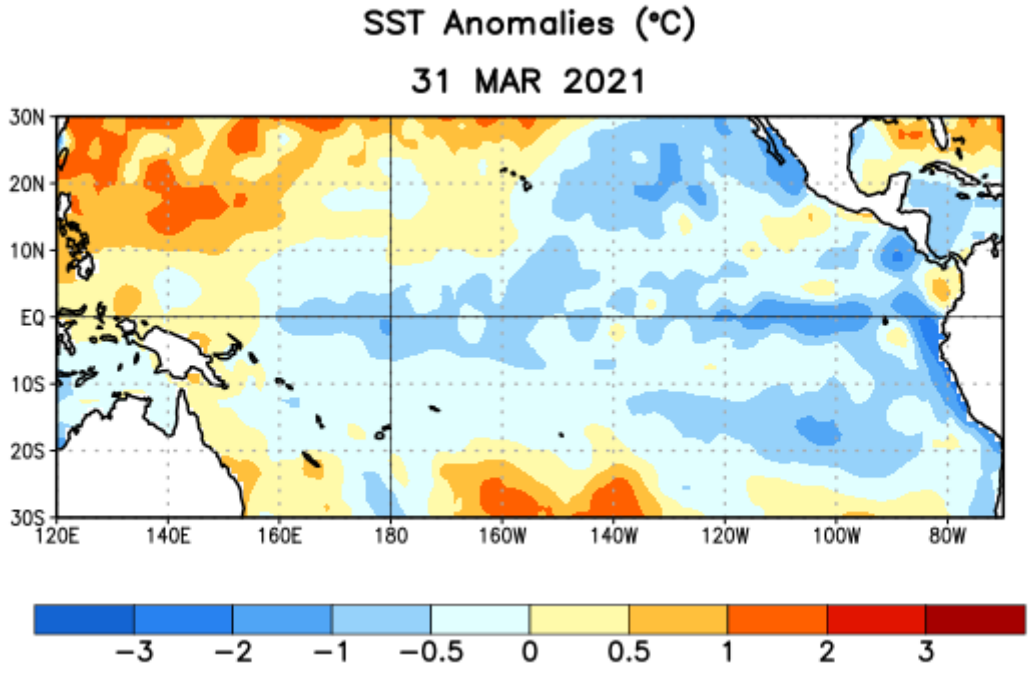 SST Anomalies (°C)
31 MAR 2021
30N
20N
10N
EQ
10S
20S
30S
120E 140E 160E 180 160W 140W 120W 100W 80W
-3 -2 -1 -0.5 0 0.5 1 2 3